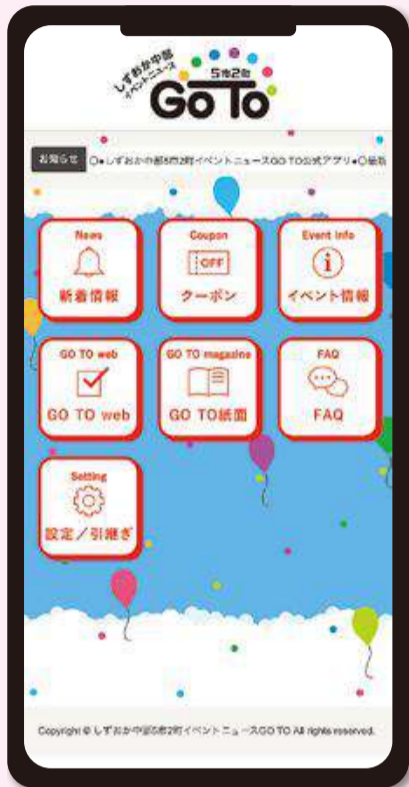 しずおか中部
イベントニュース
5市2町
GoTo
お知らせ
○●しずおか中部5市2町イベントニュースGO TO公式アプリ●○最新
News
新着情報
Coupon
OFF
クーポン
Event Info
イベント情報
GO TO web
GO TO web
GO TO magazine
GO TO紙面
FAQ
FAQ
Setting
設定／引継ぎ
Copyright © しずおか中部5市2町イベントニュースGO TO All rights reserved.